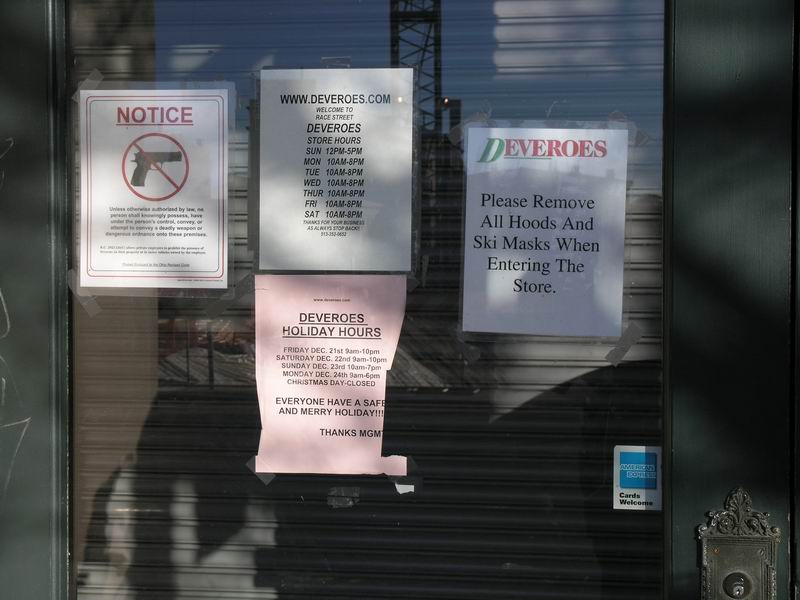 NOTICE
Unless otherwise authorized by law, no
person shall knowingly possess, have
under the person's control, convey, or
attempt to convey a deadly weapon or
dangerous ordnance onto these premises.
WWW.DEVEROES.COM
WELCOME TO
RACE STREET
DEVEROES
STORE HOURS
SUN 12PM-5PM
MON 10AM-8PM
TUE 10AM-8PM
WED 10AM-8PM
THUR 10AM-8PM
FRI 10AM-8PM
SAT 10AM-8PM
THANKS FOR YOUR BUSINESS
AS ALWAYS STOP BACK!!
www.deveroes.com
DEVEROES
HOLIDAY HOURS
FRIDAY DEC. 21st 9am-10pm
SATURDAY DEC. 22nd 9am-10pm
SUNDAY DEC. 23rd 10am-7pm
MONDAY DEC. 24th 9am-6pm
CHRISTMAS DAY-CLOSED
EVERYONE HAVE A SAFE
AND MERRY HOLIDAY!!!
THANKS MGMT
DEVEROES
Please Remove
All Hoods And
Ski Masks When
Entering The
Store.
AMERICAN
EXPRESS
Cards
Welcome